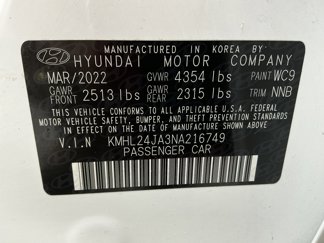 MANUFACTURED IN KOREA BY:
HYUNDAI MOTOR COMPANY
MAR/2022 GVWR 4354 lbs PAINT WC9
GAWR FRONT 2513 lbs GAWR REAR 2315 lbs TRIM NNB
THIS VEHICLE CONFORMS TO ALL APPLICABLE U.S.A. FEDERAL
MOTOR VEHICLE SAFETY, BUMPER, AND THEFT PREVENTION
STANDARDS IN EFFECT ON THE DATE OF MANUFACTURE SHOWN ABOVE.
V.I.N KMHL24JA3NA216749
PASSENGER CAR